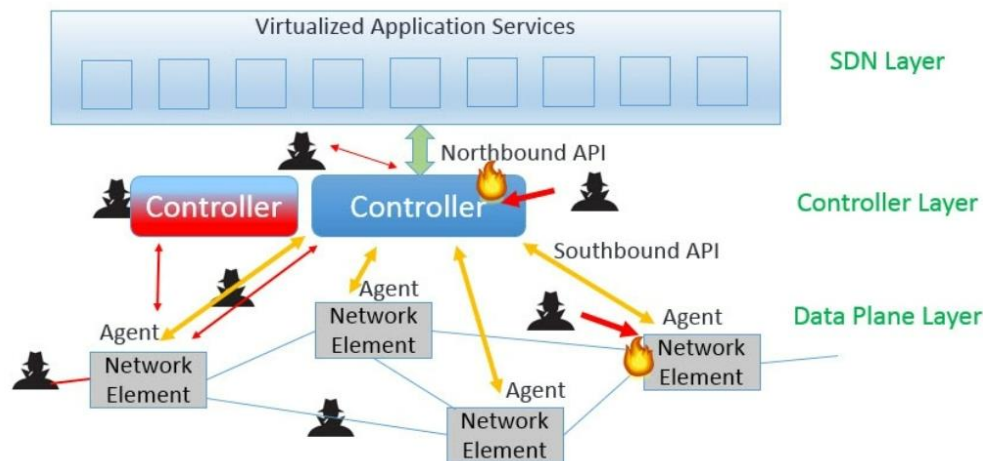 Virtualized Application Services
SDN Layer
Northbound API
Controller
Controller
Controller Layer
Southbound API
Agent
Agent
Agent
Data Plane Layer
Network
Element
Network
Element
Network
Element
Agent
Network
Element